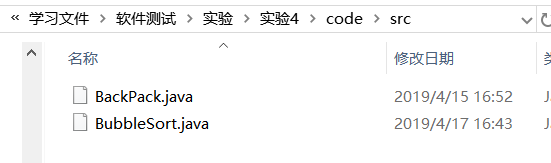 « 学习文件 › 软件测试 › 实验 › 实验4 › code › src
名称 修改日期
BackPack.java 2019/4/15 16:52
BubbleSort.java 2019/4/17 16:43